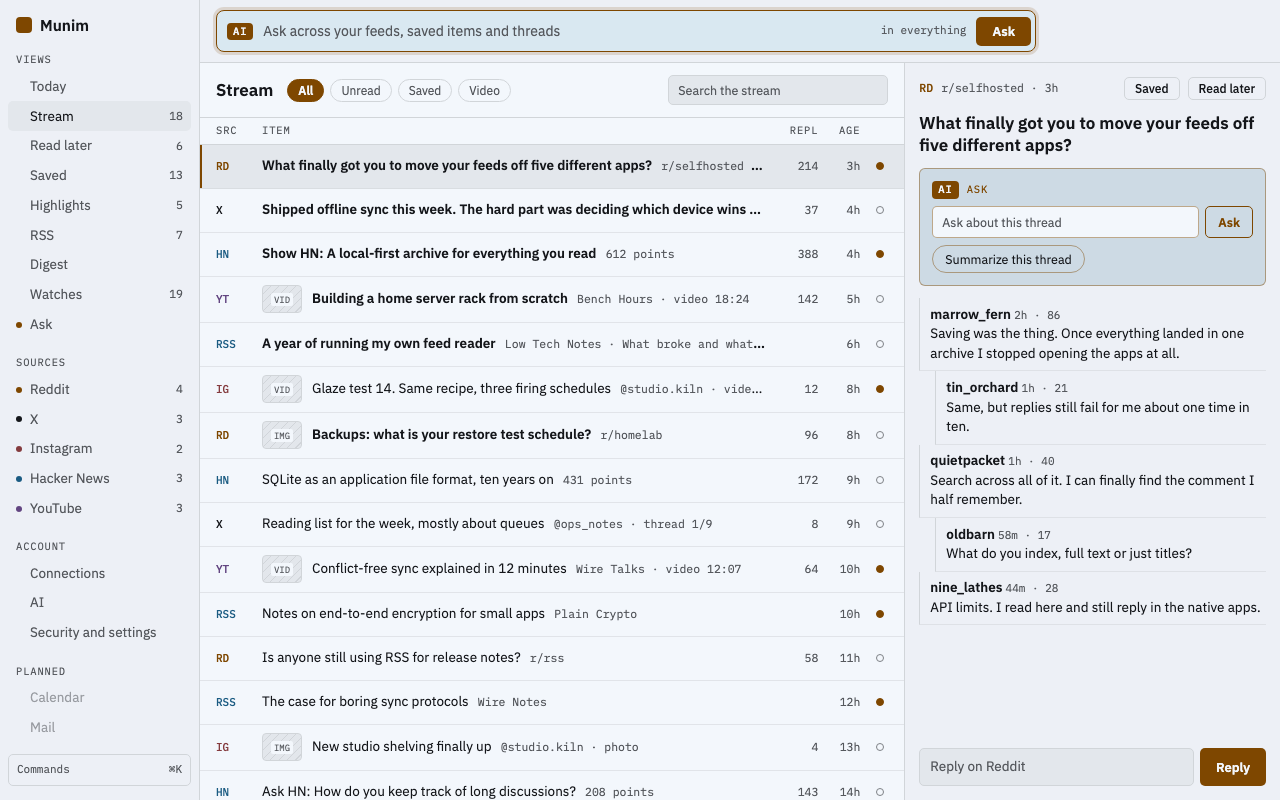 Munim
VIEWS
Today
Stream 18
Read later 6
Saved 13
Highlights 5
RSS 7
Digest
Watches 19
Ask
SOURCES
Reddit 4
X 3
Instagram 2
Hacker News 3
YouTube 3
ACCOUNT
Connections
AI
Security and settings
PLANNED
Calendar
Mail
Commands ⌘K
AI Ask across your feeds, saved items and threads in everything Ask
Stream All Unread Saved Video Search the stream
SRC ITEM REPL AGE
RD What finally got you to move your feeds off five different apps? r/selfhosted ... 214 3h
X Shipped offline sync this week. The hard part was deciding which device wins ... 37 4h
HN Show HN: A local-first archive for everything you read 612 points 388 4h
YT VID Building a home server rack from scratch Bench Hours · video 18:24 142 5h
RSS A year of running my own feed reader Low Tech Notes · What broke and what... 6h
IG VID Glaze test 14. Same recipe, three firing schedules @studio.kiln · vide... 12 8h
RD IMG Backups: what is your restore test schedule? r/homelab 96 8h
HN SQLite as an application file format, ten years on 431 points 172 9h
X Reading list for the week, mostly about queues @ops_notes · thread 1/9 8 9h
YT VID Conflict-free sync explained in 12 minutes Wire Talks · video 12:07 64 10h
RSS Notes on end-to-end encryption for small apps Plain Crypto 10h
RD Is anyone still using RSS for release notes? r/rss 58 11h
RSS The case for boring sync protocols Wire Notes 12h
IG IMG New studio shelving finally up @studio.kiln · photo 4 13h
HN Ask HN: How do you keep track of long discussions? 208 points 143 14h
RD r/selfhosted · 3h Saved Read later
What finally got you to move your feeds off
five different apps?
AI ASK
Ask about this thread Ask
Summarize this thread
marrow_fern 2h · 86
Saving was the thing. Once everything landed in one
archive I stopped opening the apps at all.
tin_orchard 1h · 21
Same, but replies still fail for me about one time in
ten.
quietpacket 1h · 40
Search across all of it. I can finally find the comment I
half remember.
oldbarn 58m · 17
What do you index, full text or just titles?
nine_lathes 44m · 28
API limits. I read here and still reply in the native apps.
Reply on Reddit Reply